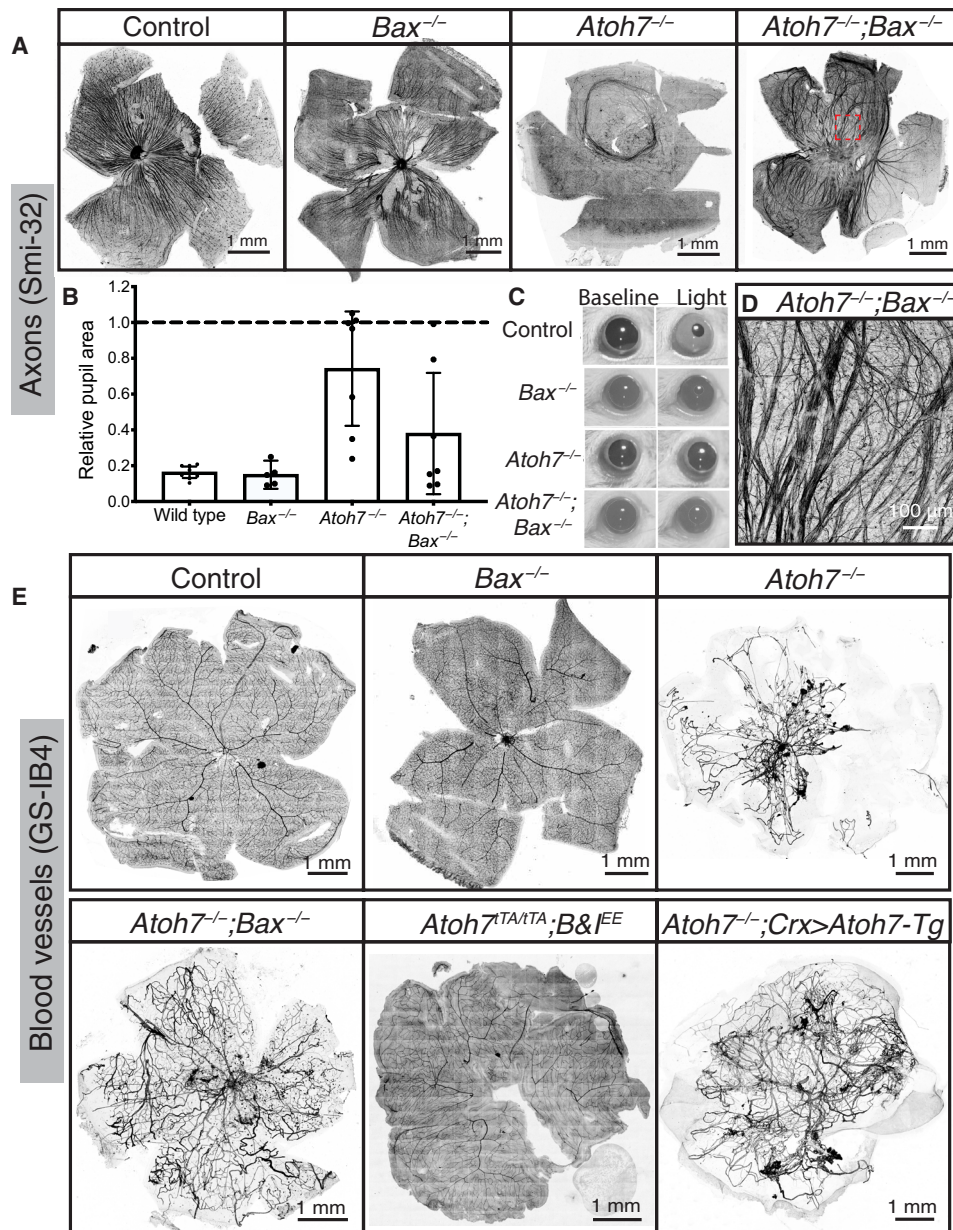 A
Control
Bax–/–
Atoh7–/–
Atoh7–/–;Bax–/–
Axons (Smi-32)
1 mm
1 mm
1 mm
1 mm
B
Relative pupil area
1.2
1.0
0.8
0.6
0.4
0.2
0.0
Wild type
Bax–/–
Atoh7–/–
Atoh7–/–;
Bax–/–
C
Baseline
Light
Control
Bax–/–
Atoh7–/–
Atoh7–/–;
Bax–/–
D
Atoh7–/–;Bax–/–
100 µm
E
Blood vessels (GS-IB4)
Control
Bax–/–
Atoh7–/–
1 mm
1 mm
1 mm
Atoh7–/–;Bax–/–
Atoh7tTA/tTA;B&IEE
Atoh7–/–;Crx>Atoh7-Tg
1 mm
1 mm
1 mm